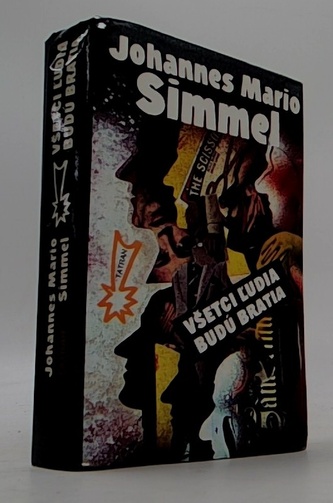 Johannes Mario
Simmel
THE SCISS
TATRAN
VŠETCI ĽUDIA
BUDÚ BRATIA
Johannes Mario
Simmel
VŠETCI ĽUDIA
BUDÚ BRATIA